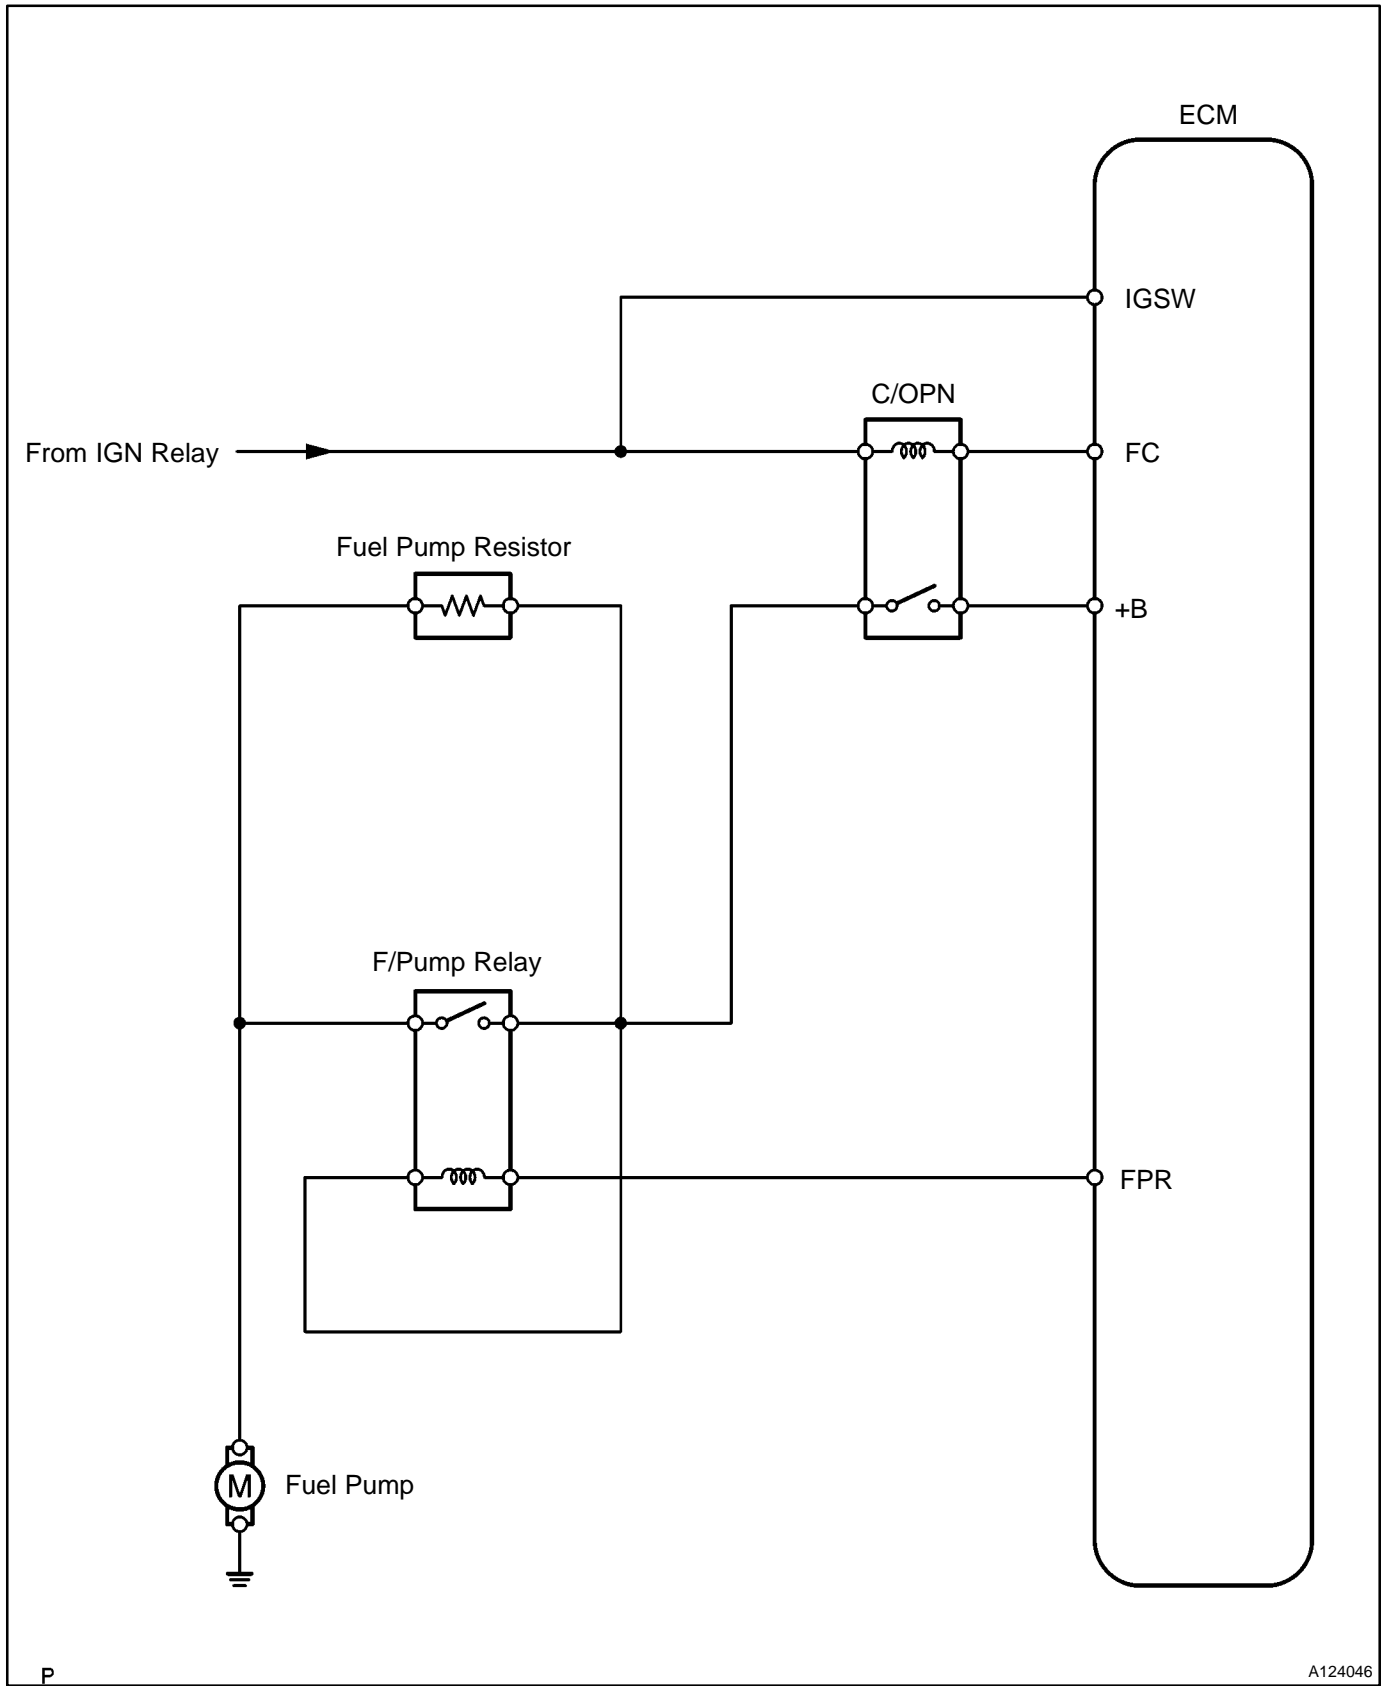 ECM
IGSW
C/OPN
From IGN Relay
FC
Fuel Pump Resistor
+B
F/Pump Relay
FPR
M
Fuel Pump
P
A124046